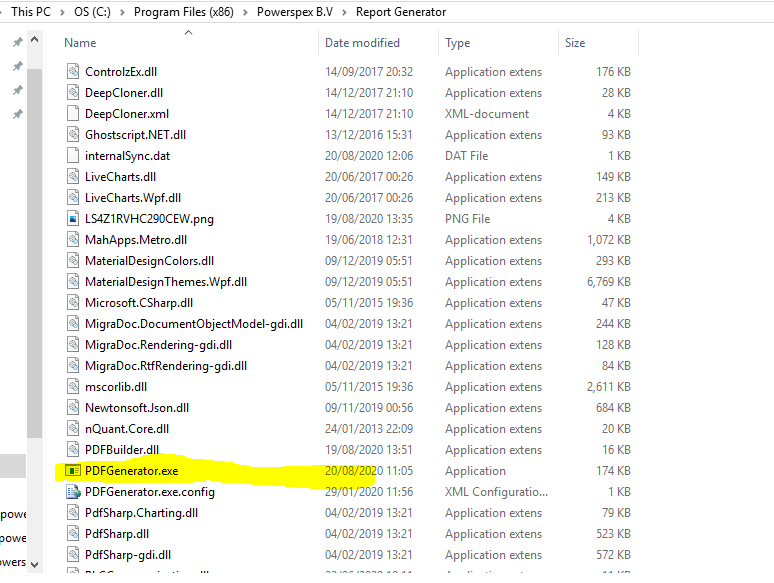 This PC > OS (C:) > Program Files (x86) > Powerspex B.V > Report Generator
Name Date modified Type Size
ControlzEx.dll 14/09/2017 20:32 Application extens 176 KB
DeepCloner.dll 14/12/2017 21:10 Application extens 28 KB
DeepCloner.xml 14/12/2017 21:10 XML-document 4 KB
Ghostscript.NET.dll 13/12/2016 15:31 Application extens 93 KB
internalSync.dat 20/08/2020 12:06 DAT File 1 KB
LiveCharts.dll 20/06/2017 00:26 Application extens 149 KB
LiveCharts.Wpf.dll 20/06/2017 00:26 Application extens 213 KB
LS4Z1RVHC290CEW.png 19/08/2020 13:35 PNG File 4 KB
MahApps.Metro.dll 19/06/2018 12:31 Application extens 1,072 KB
MaterialDesignColors.dll 09/12/2019 05:51 Application extens 293 KB
MaterialDesignThemes.Wpf.dll 09/12/2019 05:51 Application extens 6,769 KB
Microsoft.CSharp.dll 05/11/2015 19:36 Application extens 47 KB
MigraDoc.DocumentObjectModel-gdi.dll 04/02/2019 13:21 Application extens 244 KB
MigraDoc.Rendering-gdi.dll 04/02/2019 13:21 Application extens 128 KB
MigraDoc.RtfRendering-gdi.dll 04/02/2019 13:21 Application extens 84 KB
mscorlib.dll 05/11/2015 19:36 Application extens 2,611 KB
Newtonsoft.Json.dll 09/11/2019 00:56 Application extens 684 KB
nQuant.Core.dll 24/01/2013 22:09 Application extens 20 KB
PDFBuilder.dll 19/08/2020 13:51 Application extens 16 KB
PDFGenerator.exe 20/08/2020 11:05 Application 174 KB
PDFGenerator.exe.config 29/01/2020 11:56 XML Configuratio... 1 KB
PdfSharp.Charting.dll 04/02/2019 13:21 Application extens 79 KB
powe
PdfSharp.dll 04/02/2019 13:21 Application extens 523 KB
powe
PdfSharp-gdi.dll 04/02/2019 13:21 Application extens 572 KB
powers